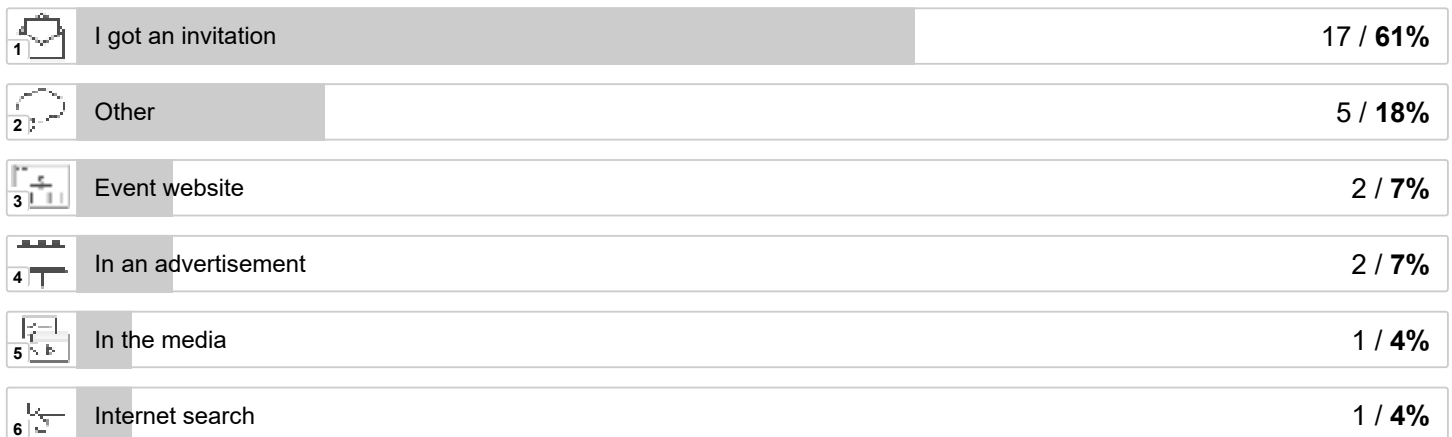 1 I got an invitation 17 / 61%
2 Other 5 / 18%
3 Event website 2 / 7%
4 In an advertisement 2 / 7%
5 In the media 1 / 4%
6 Internet search 1 / 4%